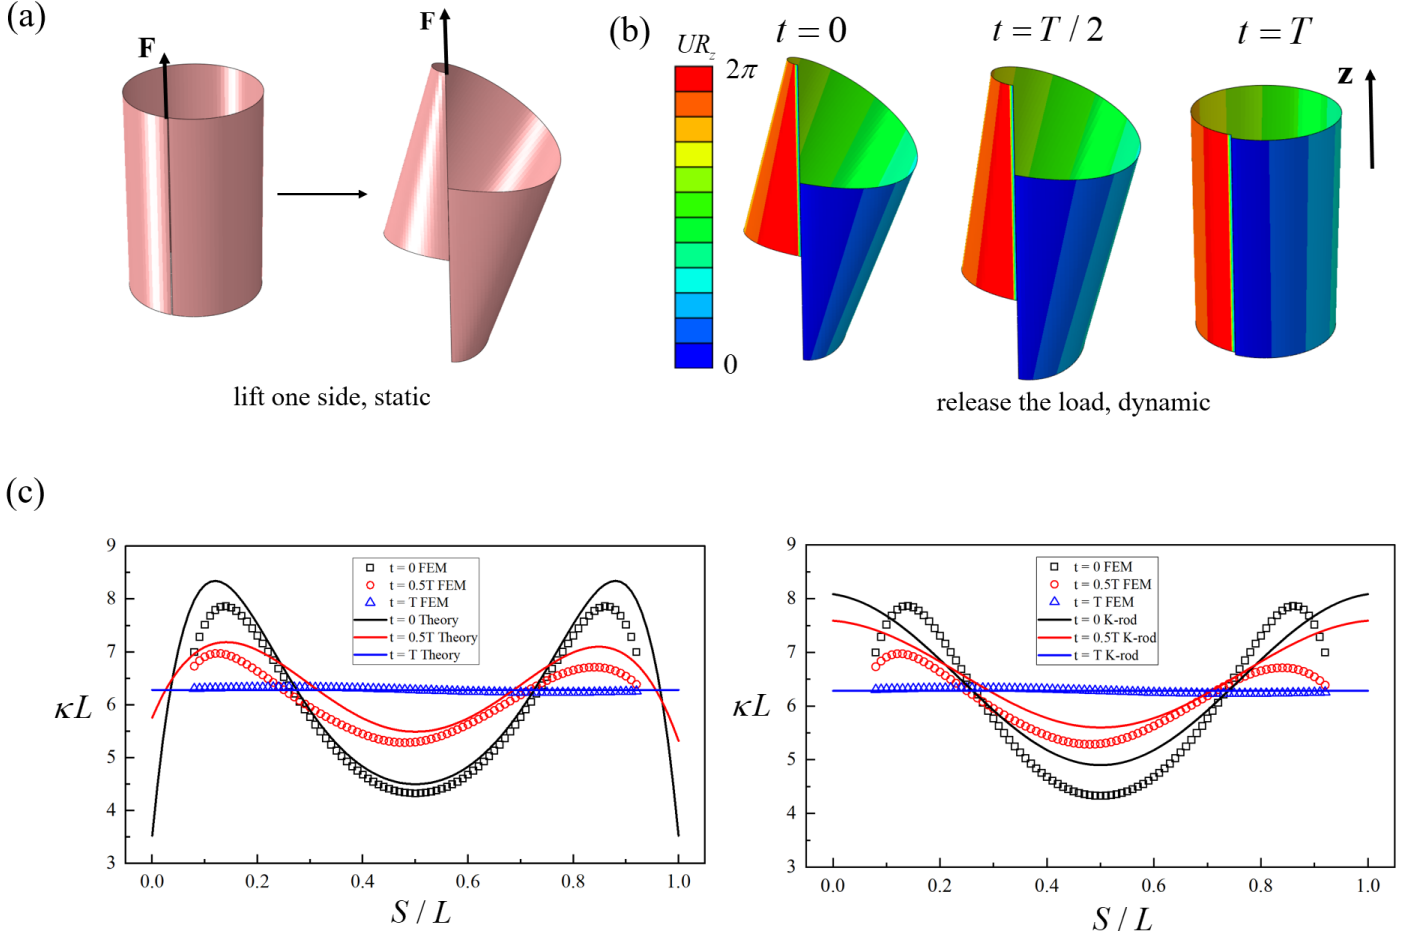 (a)
F
F
lift one side, static
(b)
t = 0
t = T / 2
t = T
UR_z
2π
0
z
release the load, dynamic
(c)
9
8
7
6
5
4
3
κL
0.0
0.2
0.4
0.6
0.8
1.0
S / L
t = 0 FEM
t = 0.5T FEM
t = T FEM
t = 0 Theory
t = 0.5T Theory
t = T Theory
9
8
7
6
5
4
3
κL
0.0
0.2
0.4
0.6
0.8
1.0
S / L
t = 0 FEM
t = 0.5T FEM
t = T FEM
t = 0 K-rod
t = 0.5T K-rod
t = T K-rod